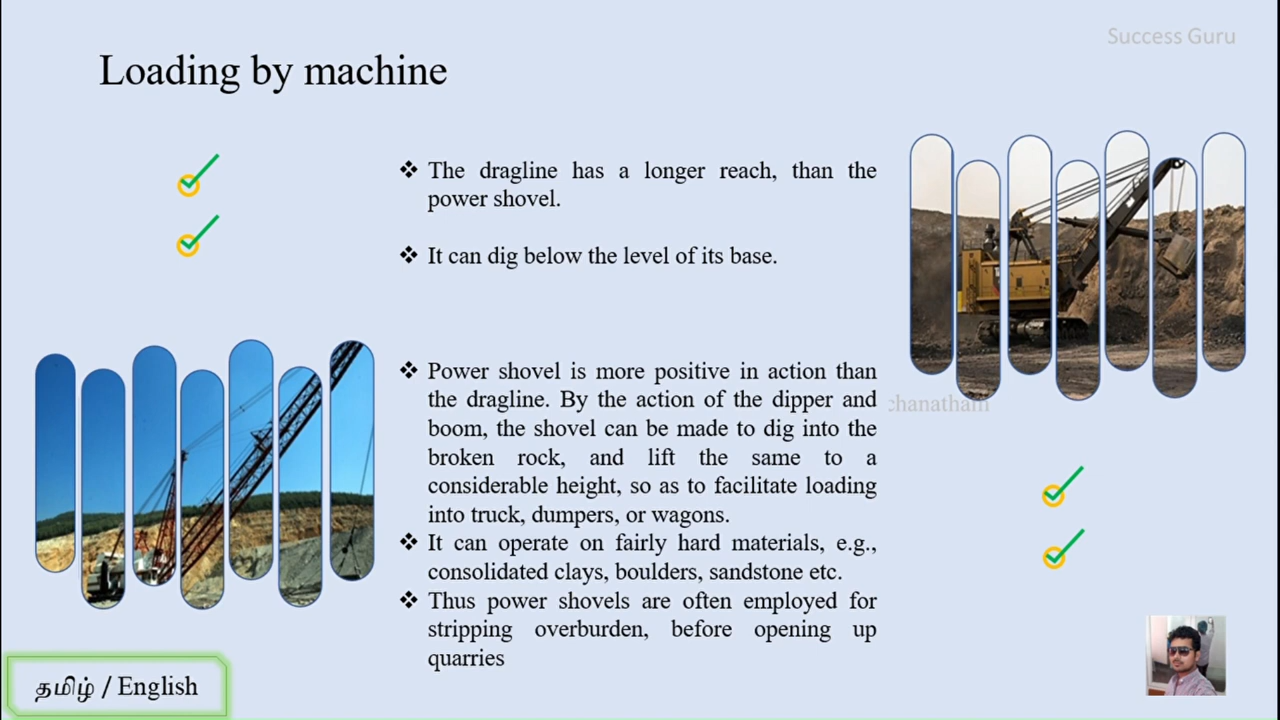 Success Guru
Loading by machine
❖ The dragline has a longer reach, than the
power shovel.
❖ It can dig below the level of its base.
❖ Power shovel is more positive in action than
the dragline. By the action of the dipper and
boom, the shovel can be made to dig into the
broken rock, and lift the same to a
considerable height, so as to facilitate loading
into truck, dumpers, or wagons.
❖ It can operate on fairly hard materials, e.g.,
consolidated clays, boulders, sandstone etc.
❖ Thus power shovels are often employed for
stripping overburden, before opening up
quarries
chanatham
தமிழ் / English